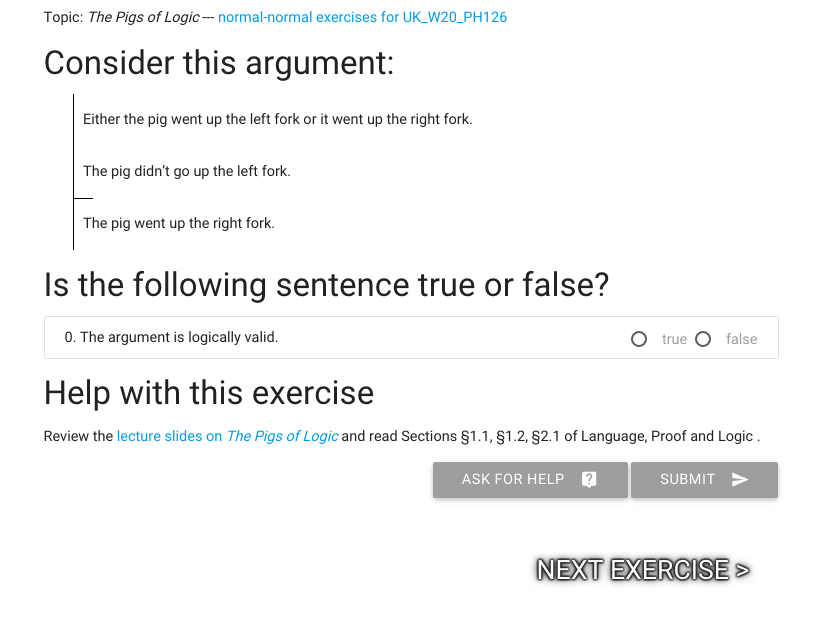 Topic: The Pigs of Logic --- normal-normal exercises for UK_W20_PH126
Consider this argument:
Either the pig went up the left fork or it went up the right fork.
The pig didn’t go up the left fork.
The pig went up the right fork.
Is the following sentence true or false?
0. The argument is logically valid. true false
Help with this exercise
Review the lecture slides on The Pigs of Logic and read Sections §1.1, §1.2, §2.1 of Language, Proof and Logic .
ASK FOR HELP SUBMIT
NEXT EXERCISE >